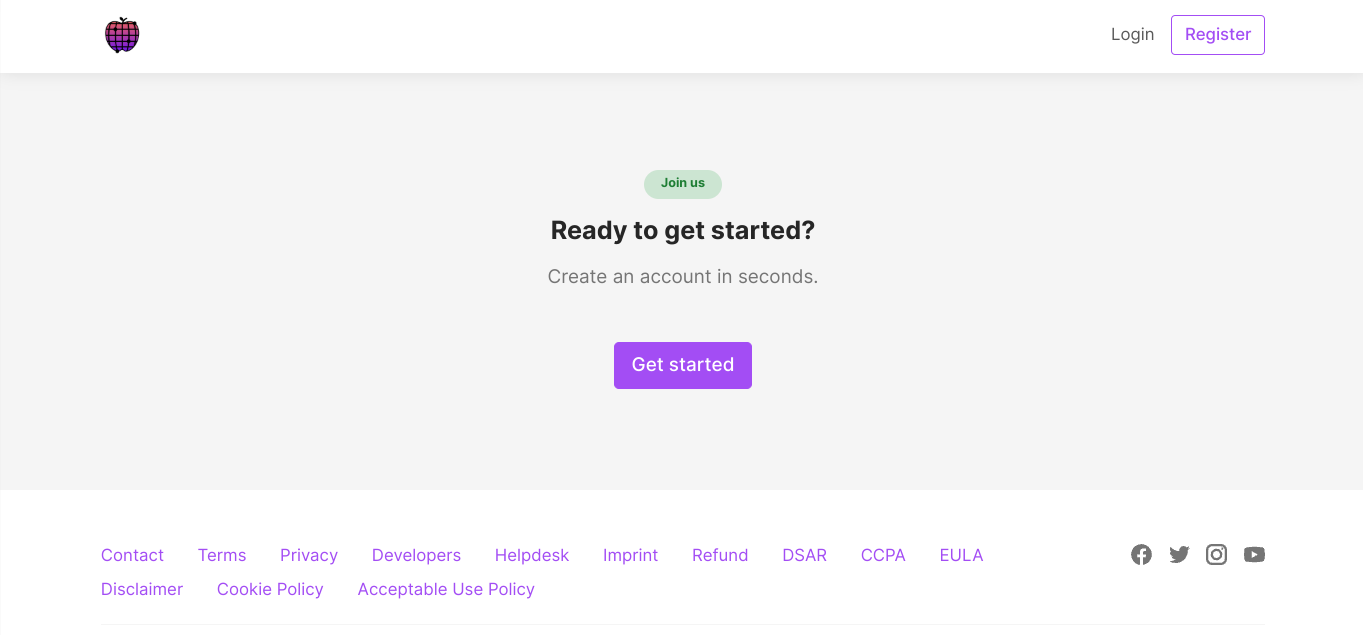 Login Register
Join us
Ready to get started?
Create an account in seconds.
Get started
Contact Terms Privacy Developers Helpdesk Imprint Refund DSAR CCPA EULA
Disclaimer Cookie Policy Acceptable Use Policy